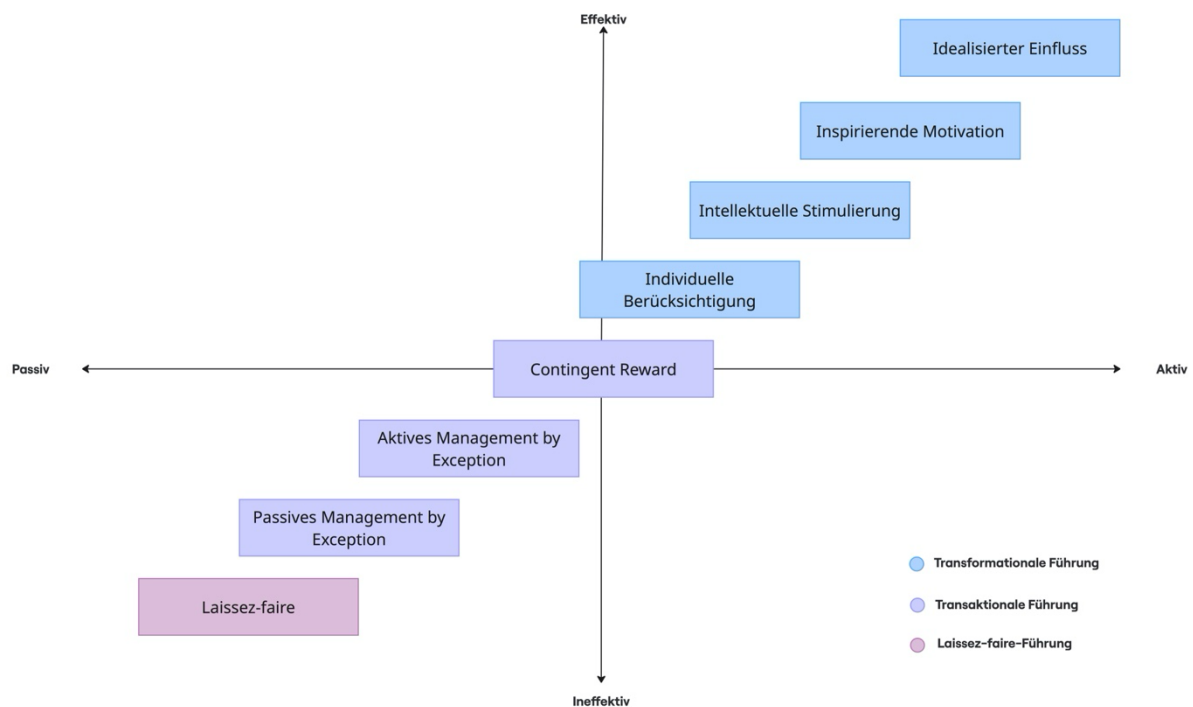 Effektiv
Idealisierter Einfluss
Inspirierende Motivation
Intellektuelle Stimulierung
Individuelle
Berücksichtigung
Passiv
Contingent Reward
Aktiv
Aktives Management by
Exception
Passives Management by
Exception
Laissez-faire
Transformationale Führung
Transaktionale Führung
Laissez-faire-Führung
Ineffektiv